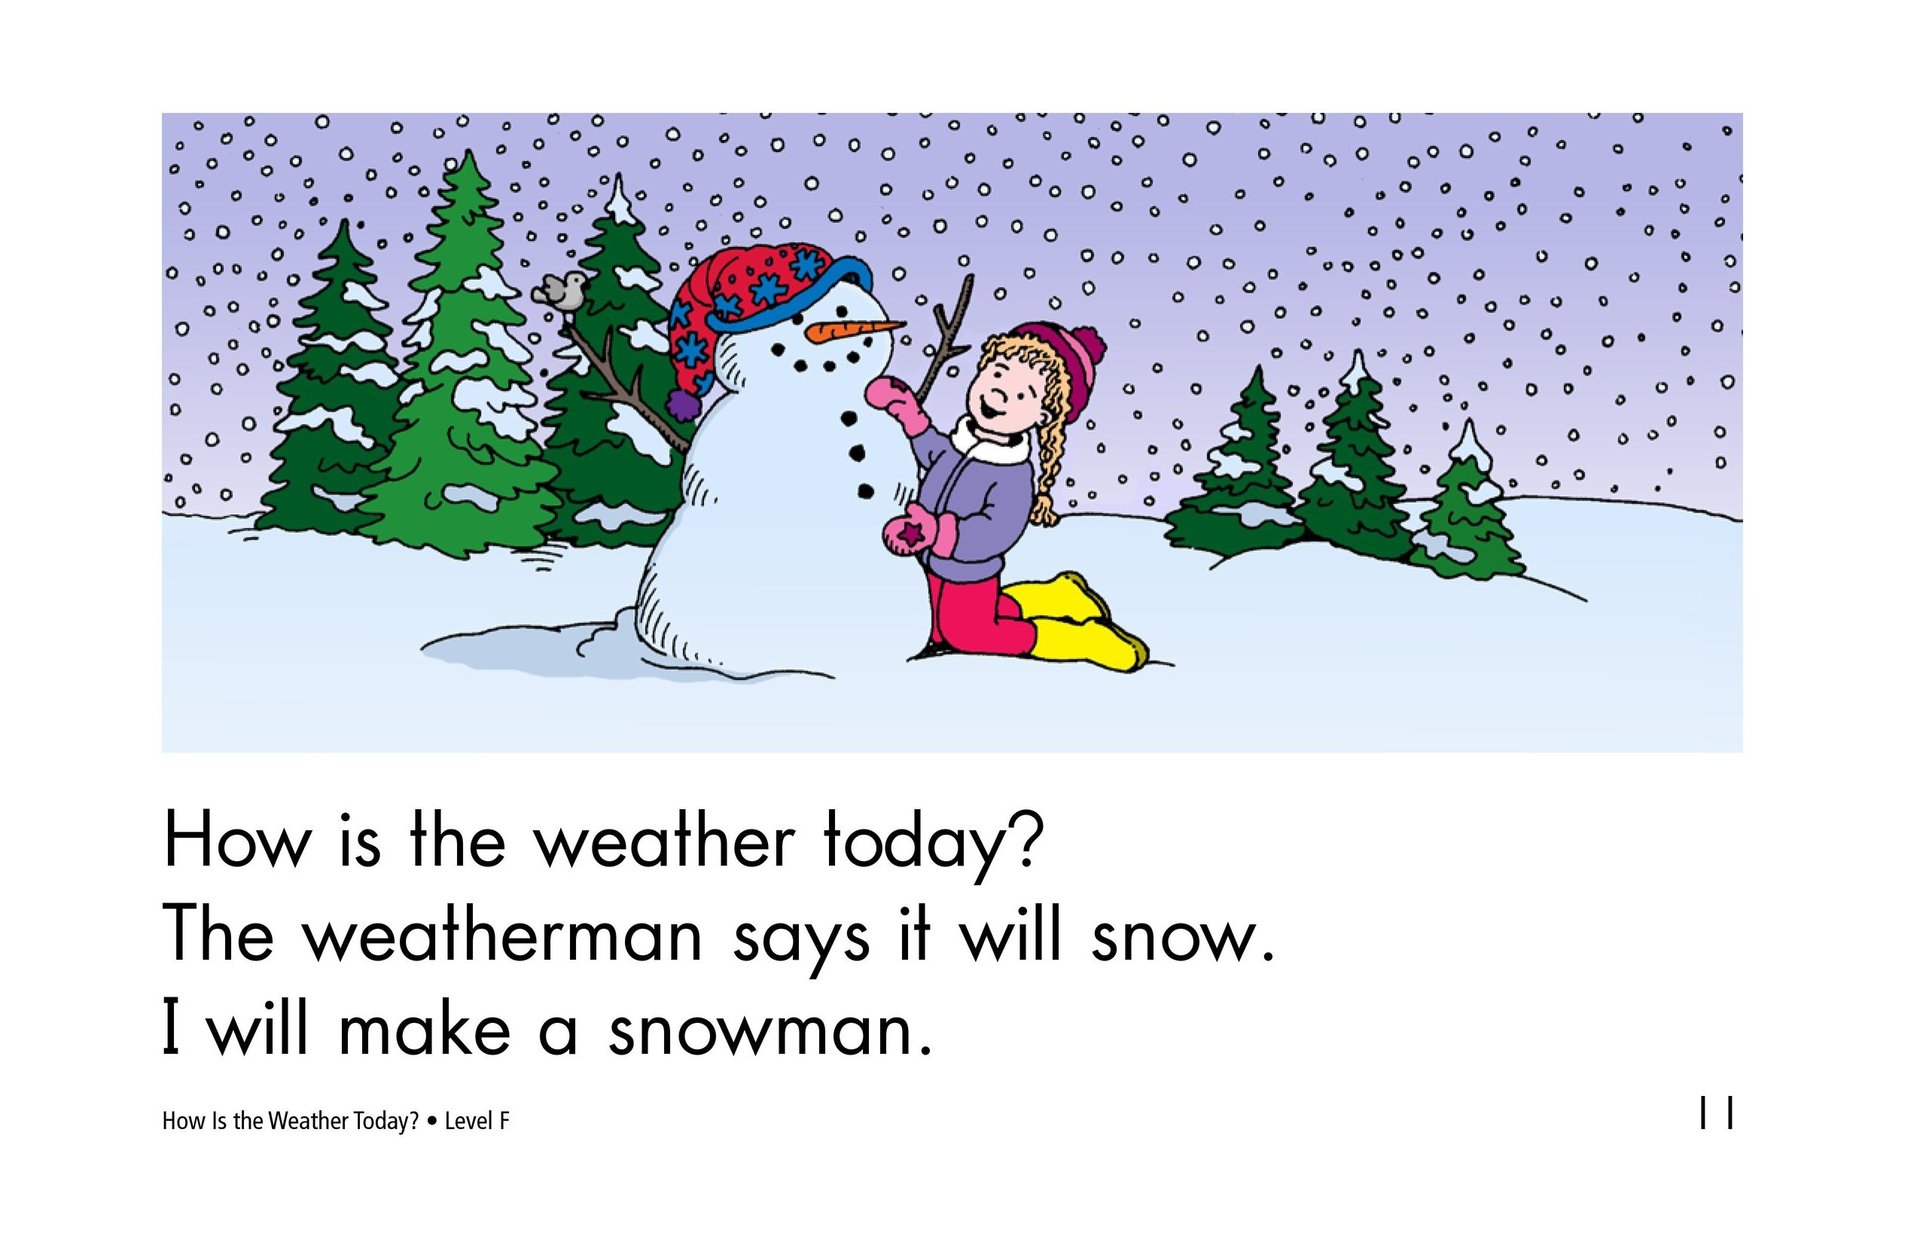 How is the weather today?
The weatherman says it will snow.
I will make a snowman.
How Is the Weather Today? • Level F
11